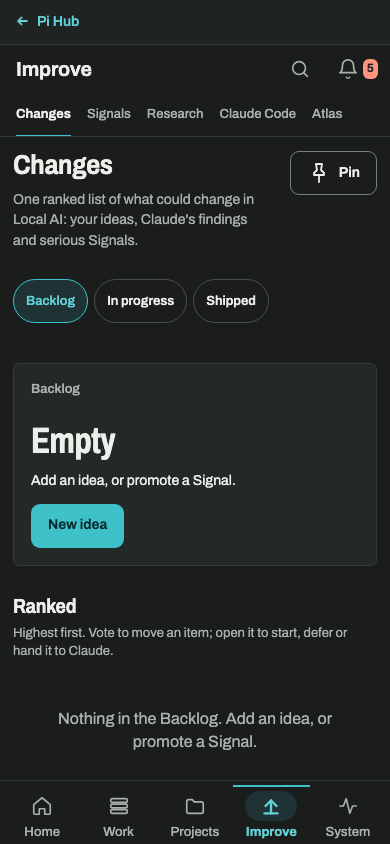 Pi Hub
Improve
5
Changes Signals Research Claude Code Atlas
Changes
Pin
One ranked list of what could change in
Local AI: your ideas, Claude's findings
and serious Signals.
Backlog In progress Shipped
Backlog
Empty
Add an idea, or promote a Signal.
New idea
Ranked
Highest first. Vote to move an item; open it to start, defer or
hand it to Claude.
Nothing in the Backlog. Add an idea, or
promote a Signal.
Home Work Projects Improve System